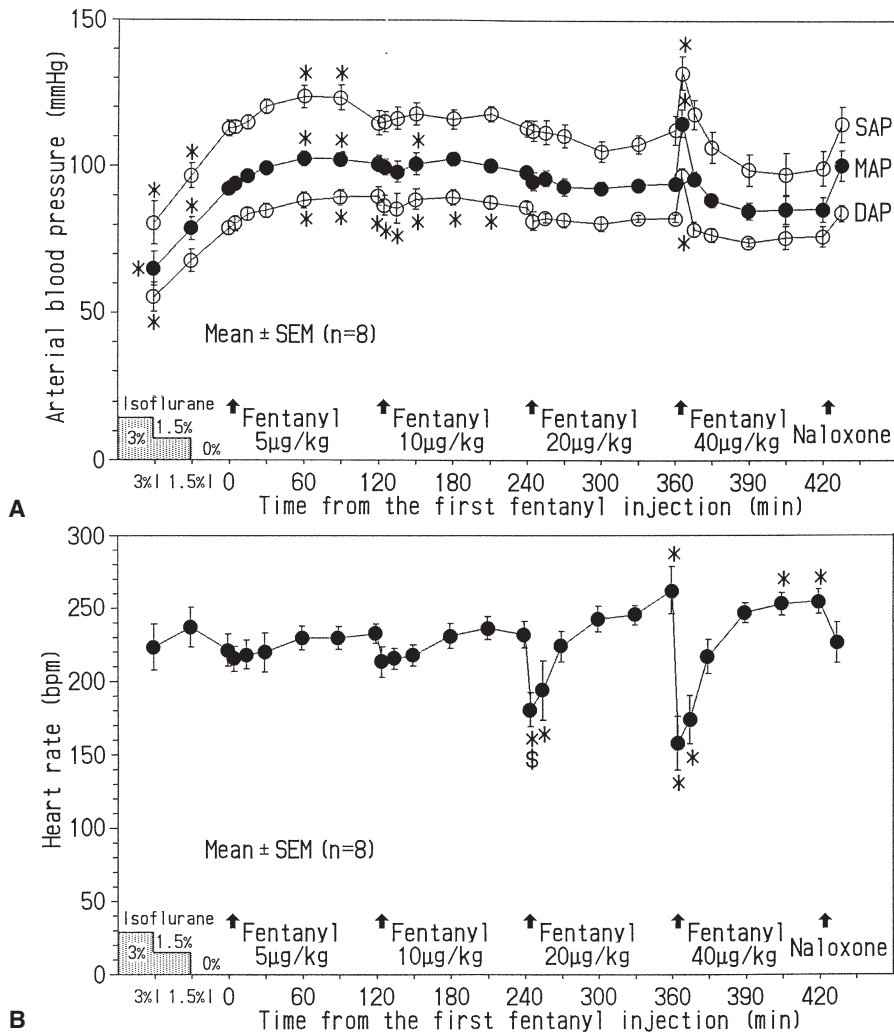 150
100
50
0
Arterial blood pressure (mmHg)
SAP
MAP
DAP
Mean ± SEM (n=8)
Isoflurane
3%
1.5%
0%
Fentanyl
5µg/kg
Fentanyl
10µg/kg
Fentanyl
20µg/kg
Fentanyl
40µg/kg
Naloxone
3%I 1.5%I 0 60 120 180 240 300 360 390 420
Time from the first fentanyl injection (min)
A
300
250
200
150
100
50
0
Heart rate (bpm)
$
Mean ± SEM (n=8)
Isoflurane
3%
1.5%
0%
Fentanyl
5µg/kg
Fentanyl
10µg/kg
Fentanyl
20µg/kg
Fentanyl
40µg/kg
Naloxone
3%I 1.5%I 0 60 120 180 240 300 360 390 420
Time from the first fentanyl injection (min)
B